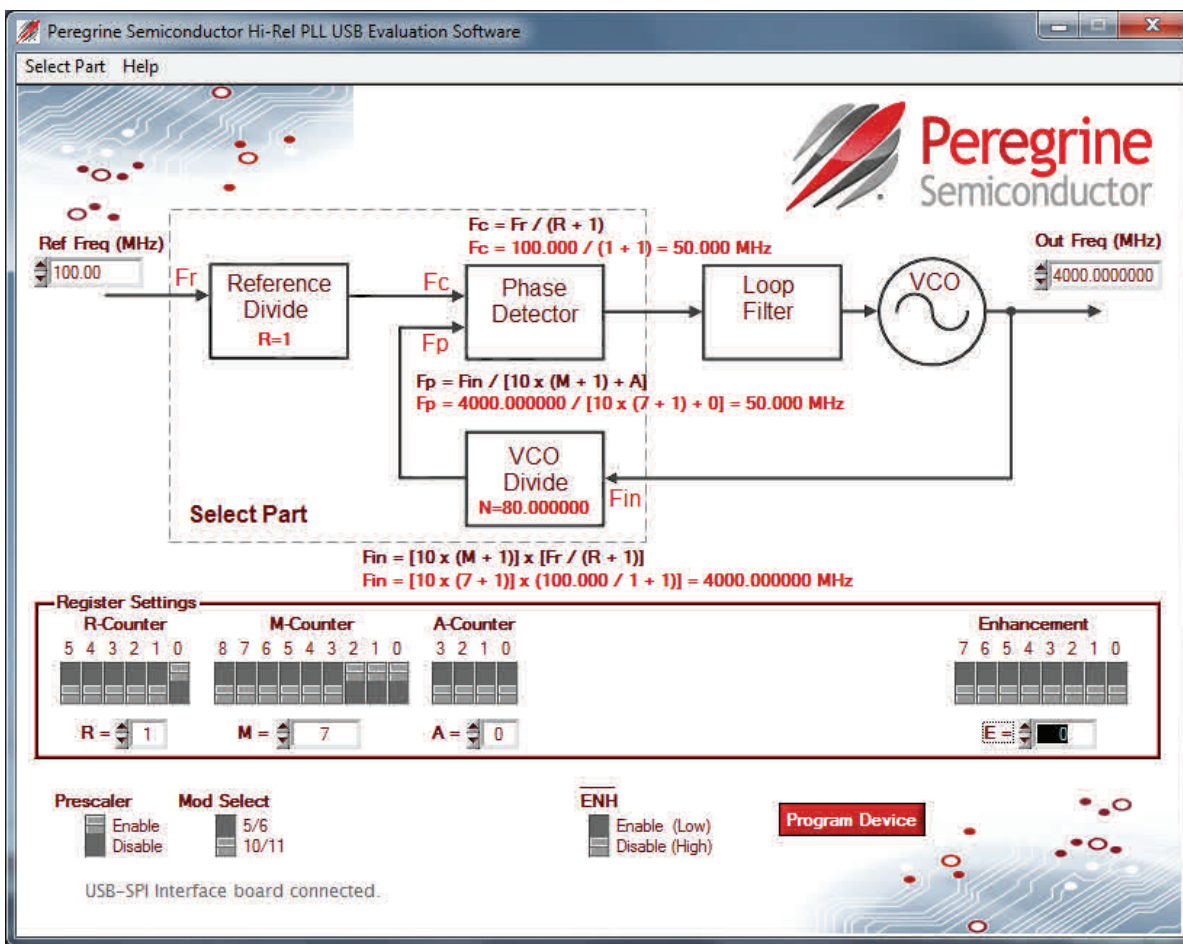 Peregrine Semiconductor Hi-Rel PLL USB Evaluation Software
Select Part Help
Peregrine
Semiconductor
Ref Freq (MHz)
100.00
Fc = Fr / (R + 1)
Fc = 100.000 / (1 + 1) = 50.000 MHz
Out Freq (MHz)
4000.0000000
Fr
Reference
Divide
R=1
Fc
Fp
Phase
Detector
Loop
Filter
VCO
Fp = Fin / [10 x (M + 1) + A]
Fp = 4000.000000 / [10 x (7 + 1) + 0] = 50.000 MHz
VCO
Divide
N=80.000000
Fin
Select Part
Fin = [10 x (M + 1)] x [Fr / (R + 1)]
Fin = [10 x (7 + 1)] x (100.000 / 1 + 1)] = 4000.000000 MHz
Register Settings
R-Counter M-Counter A-Counter Enhancement
5 4 3 2 1 0 8 7 6 5 4 3 2 1 0 3 2 1 0 7 6 5 4 3 2 1 0
R = 1 M = 7 A = 0 E = 0
Prescaler
Enable
Disable
Mod Select
5/6
10/11
ENH
Enable (Low)
Disable (High)
Program Device
USB-SPI Interface board connected.